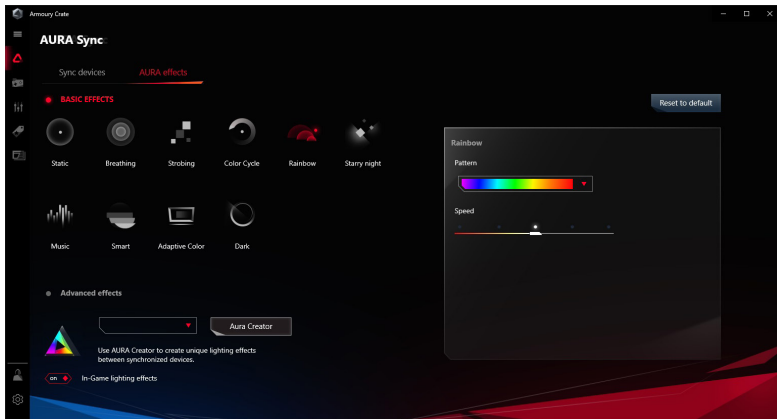 Armoury Crate
AURA Sync
Sync devices
AURA effects
BASIC EFFECTS
Reset to default
Static
Breathing
Strobing
Color Cycle
Rainbow
Starry night
Music
Smart
Adaptive Color
Dark
Rainbow
Pattern
Speed
Advanced effects
Aura Creator
Use AURA Creator to create unique lighting effects
between synchronized devices.
on
In-Game lighting effects